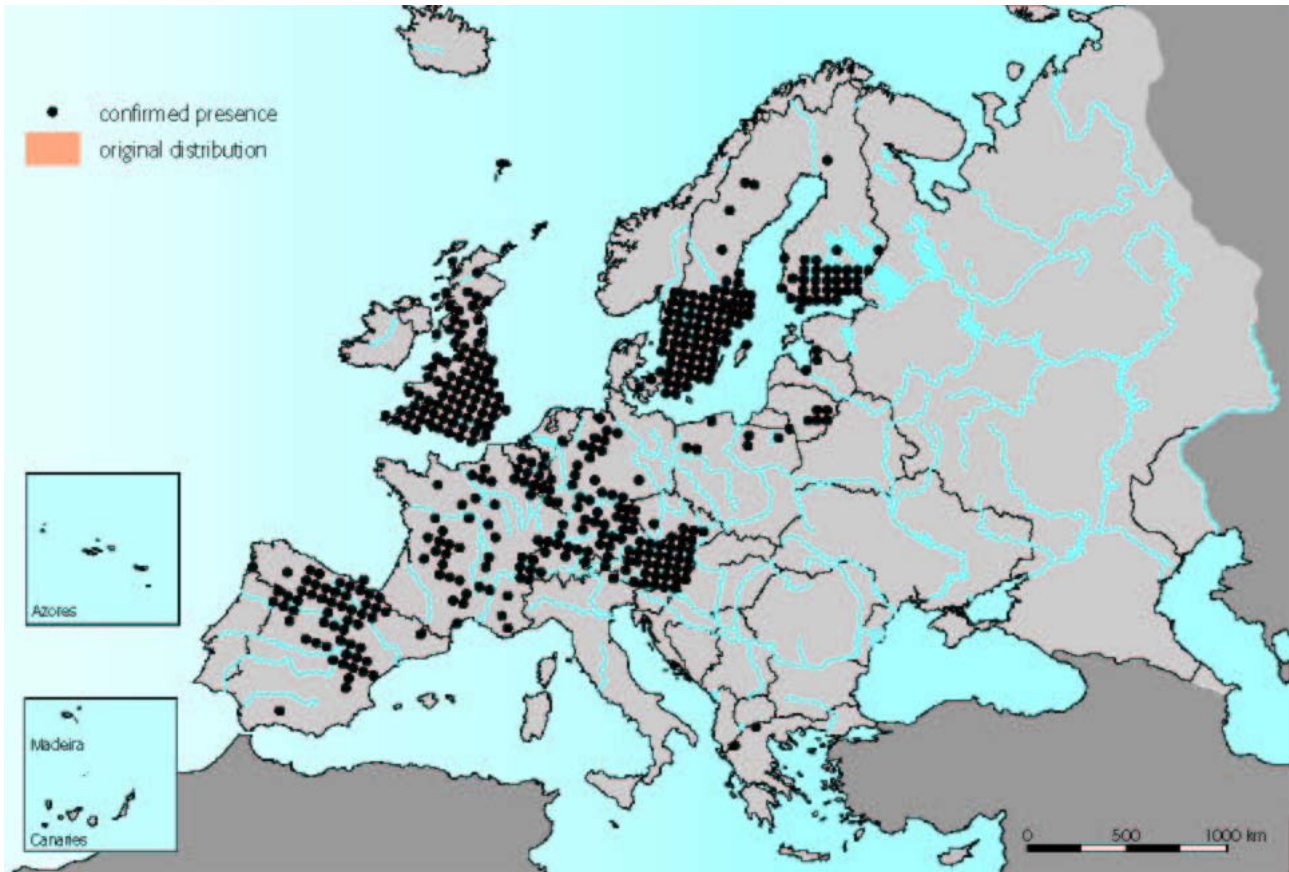 confirmed presence
original distribution
Azores
Madeira
Canaries
0 500 1000 km